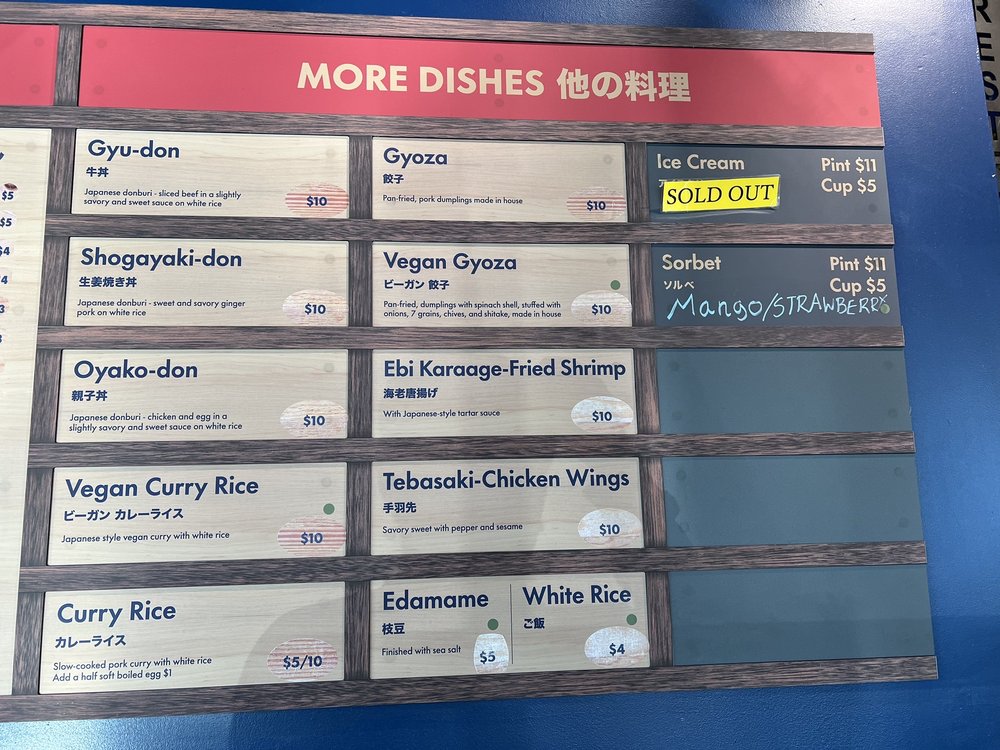 MORE DISHES 他の料理
Gyu-don
牛丼
Japanese donburi - sliced beef in a slightly
savory and sweet sauce on white rice
$10
Shogayaki-don
生姜焼き丼
Japanese donburi - sweet and savory ginger
pork on white rice
$10
Oyako-don
親子丼
Japanese donburi - chicken and egg in a
slightly savory and sweet sauce on white rice
$10
Vegan Curry Rice
ビーガン カレーライス
Japanese style vegan curry with white rice
$10
Curry Rice
カレーライス
Slow-cooked pork curry with white rice
Add a half soft boiled egg $1
$5/10
Gyoza
餃子
Pan-fried, pork dumplings made in house
$10
Vegan Gyoza
ビーガン 餃子
Pan-fried, dumplings with spinach shell, stuffed with
onions, 7 grains, chives, and shitake, made in house
$10
Ebi Karaage-Fried Shrimp
海老唐揚げ
With Japanese-style tartar sauce
$10
Tebasaki-Chicken Wings
手羽先
Savory sweet with pepper and sesame
$10
Edamame
枝豆
Finished with sea salt
$5
White Rice
ご飯
$4
Ice Cream
Pint $11
Cup $5
SOLD OUT
Sorbet
ソルベ
Pint $11
Cup $5
Mango/STRAWBERRY
$5
$5
$4